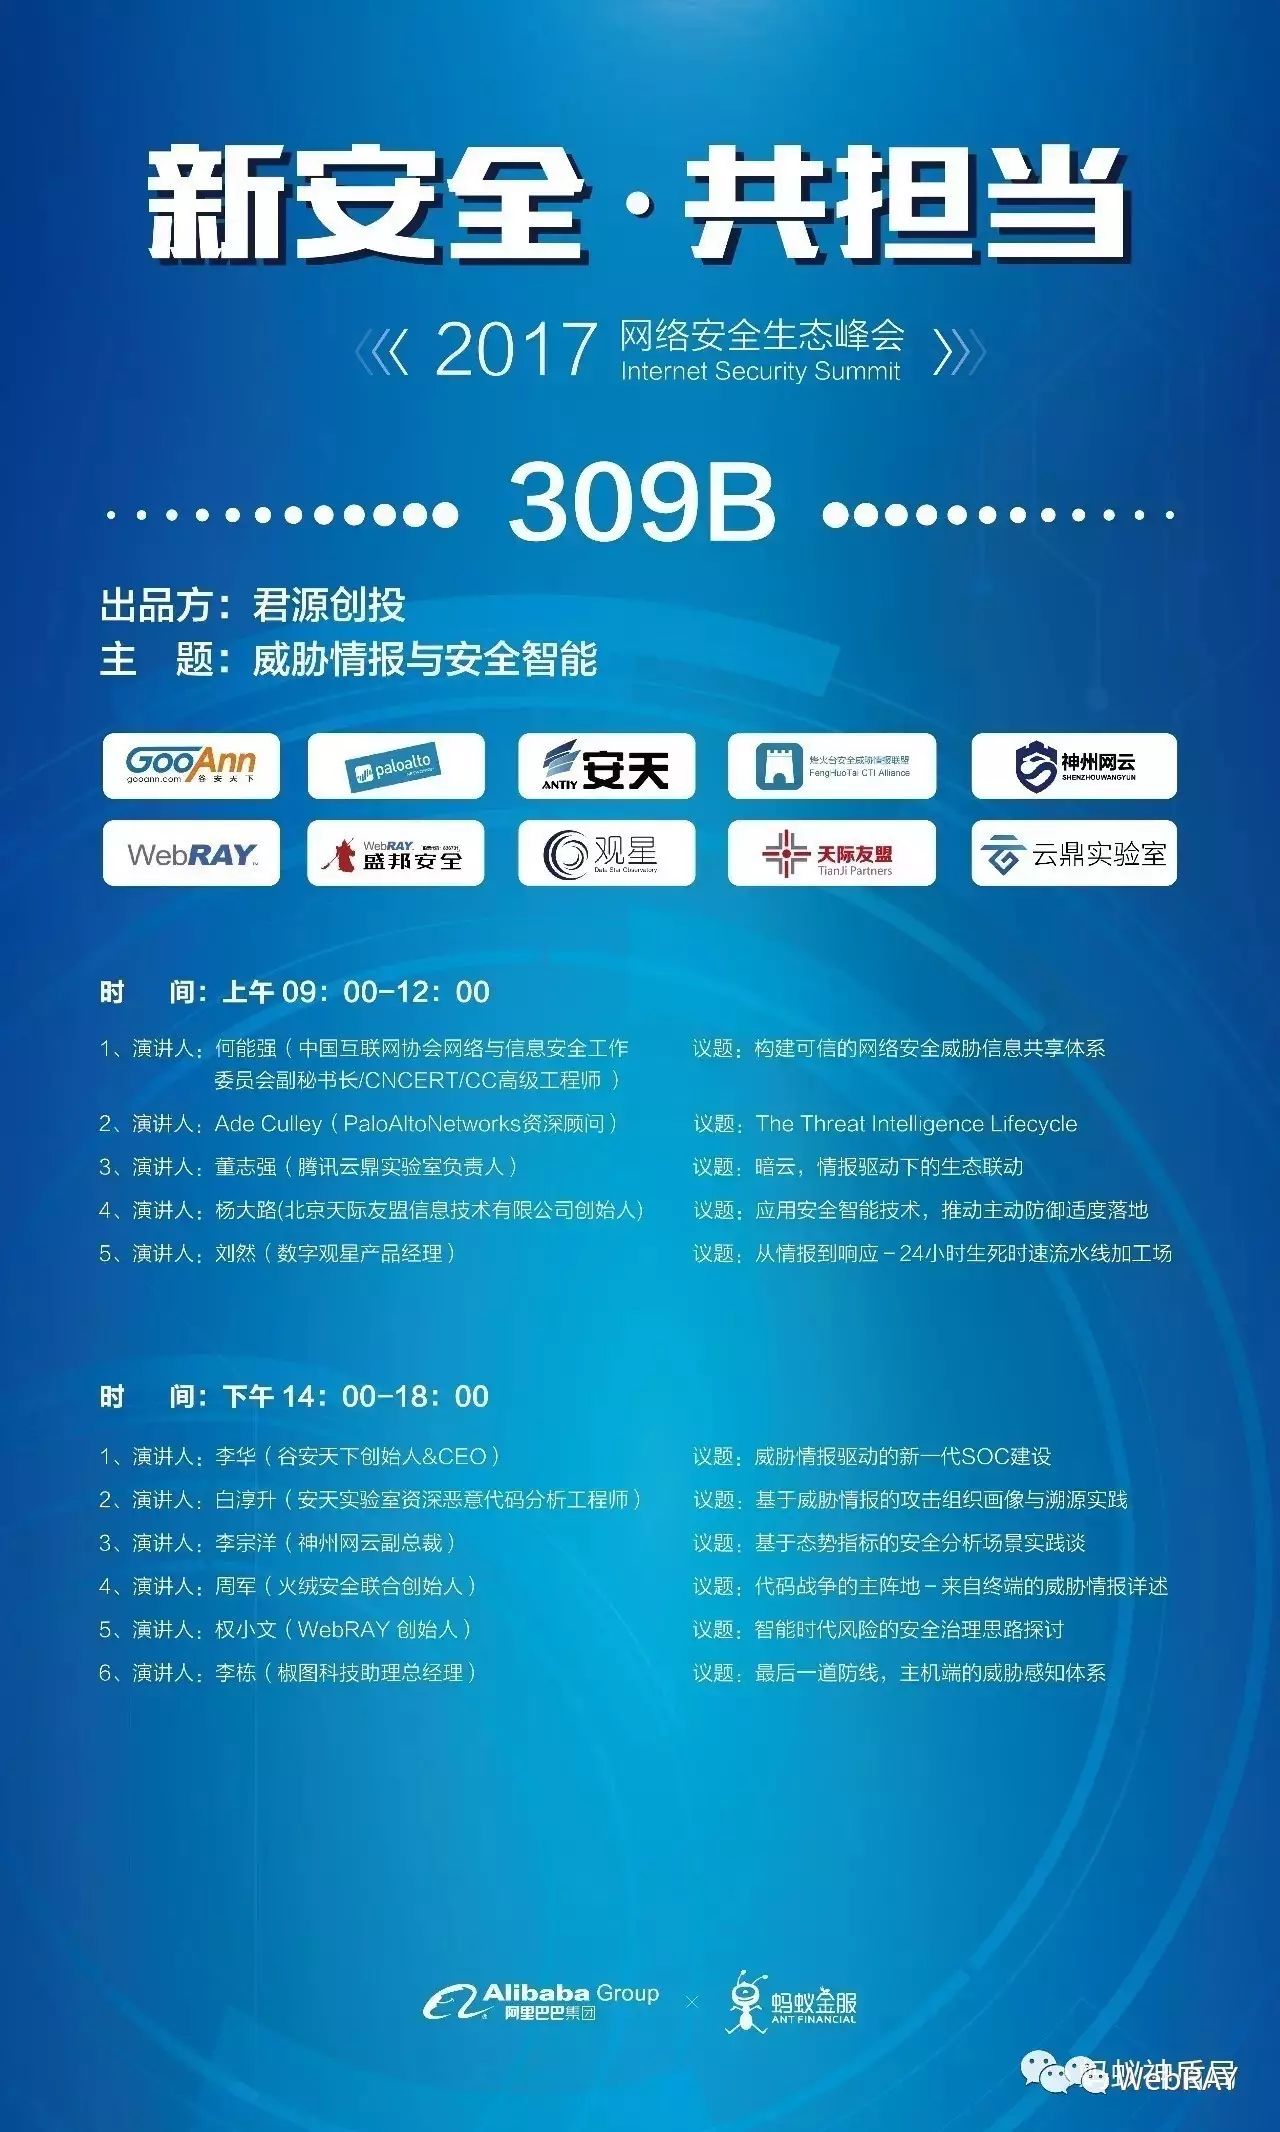 新安全·共担当
2017 网络安全生态峰会
Internet Security Summit
309B
出品方：君源创投
主 题：威胁情报与安全智能
GooAnn
gooann.com 谷安天下
paloalto
安天
ANTIY
烽火台安全威胁情报联盟
FengHuoTai CTI Alliance
神州网云
SHENZHOUWANGYUN
WebRAY™
WebRAY
盛邦安全
观星
Data Star Observatory
天际友盟
TianJi Partners
云鼎实验室
时 间：上午 09：00-12：00
1、演讲人：何能强（中国互联网协会网络与信息安全工作 议题：构建可信的网络安全威胁信息共享体系
委员会副秘书长/CNCERT/CC高级工程师 ）
2、演讲人：Ade Culley（PaloAltoNetworks资深顾问） 议题：The Threat Intelligence Lifecycle
3、演讲人：董志强（腾讯云鼎实验室负责人） 议题：暗云，情报驱动下的生态联动
4、演讲人：杨大路(北京天际友盟信息技术有限公司创始人) 议题：应用安全智能技术，推动主动防御适度落地
5、演讲人：刘然（数字观星产品经理） 议题：从情报到响应－24小时生死时速流水线加工场
时 间：下午 14：00-18：00
1、演讲人：李华（谷安天下创始人&CEO） 议题：威胁情报驱动的新一代SOC建设
2、演讲人：白淳升（安天实验室资深恶意代码分析工程师） 议题：基于威胁情报的攻击组织画像与溯源实践
3、演讲人：李宗洋（神州网云副总裁） 议题：基于态势指标的安全分析场景实践谈
4、演讲人：周军（火绒安全联合创始人） 议题：代码战争的主阵地－来自终端的威胁情报详述
5、演讲人：权小文（WebRAY 创始人） 议题：智能时代风险的安全治理思路探讨
6、演讲人：李栋（椒图科技助理总经理） 议题：最后一道防线，主机端的威胁感知体系
Alibaba Group
阿里巴巴集团
×
蚂蚁金服
ANT FINANCIAL
蚂蚁神盾局
WebRAY